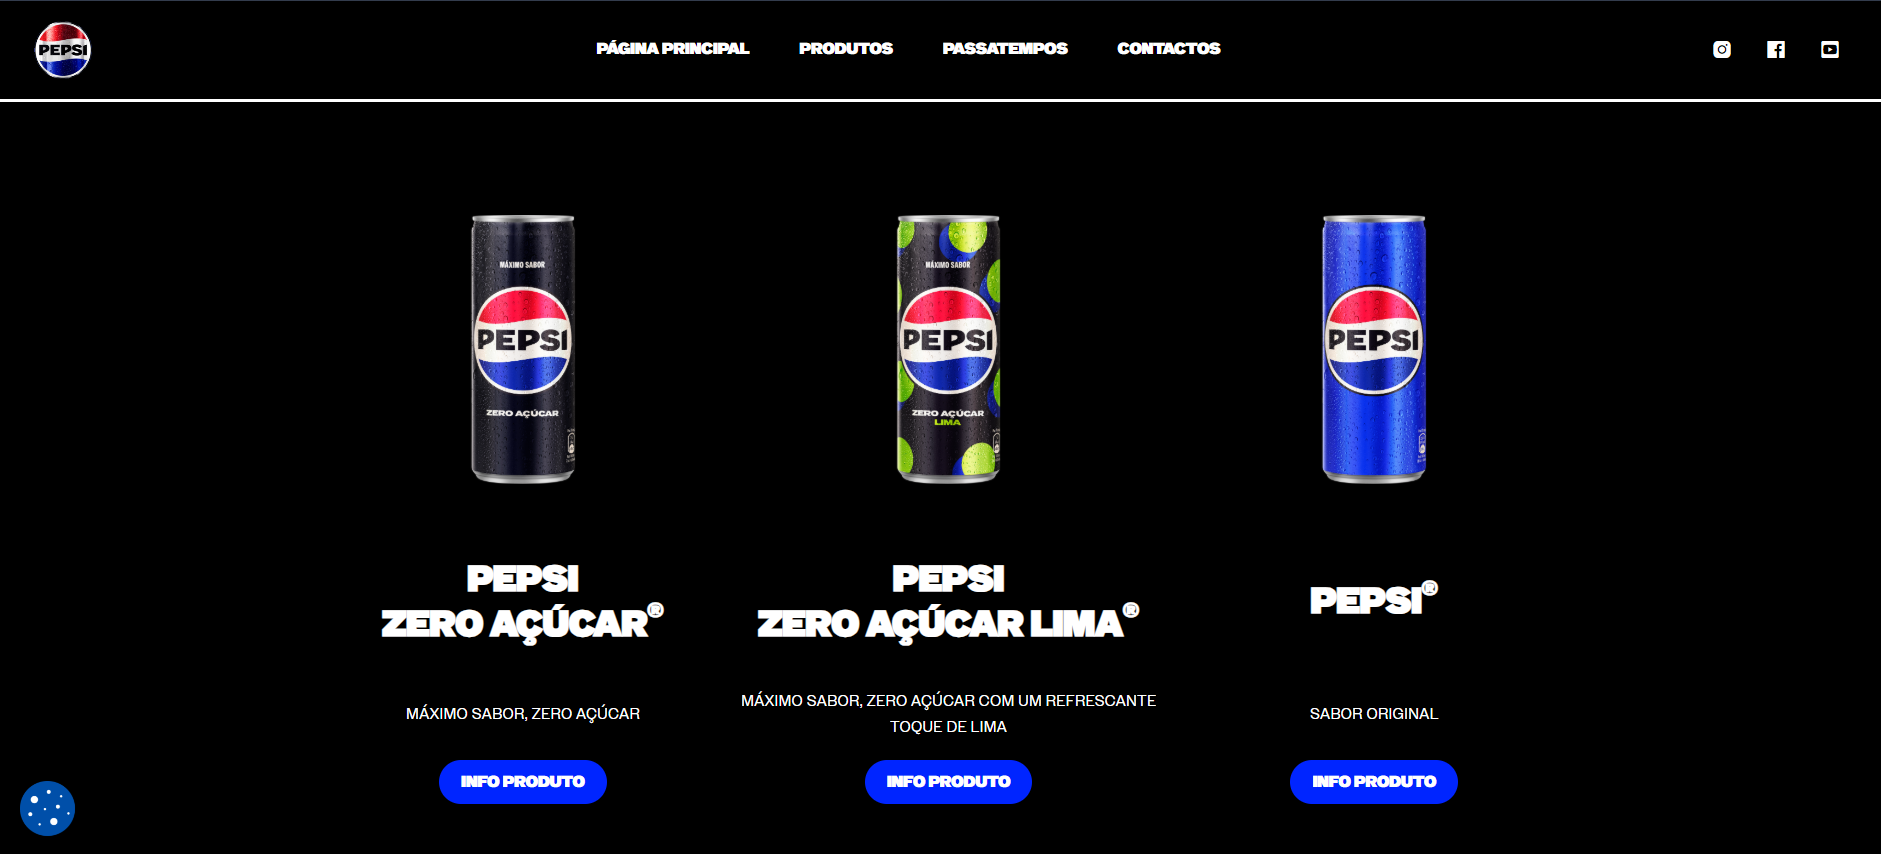 PEPSI
PÁGINA PRINCIPAL PRODUTOS PASSATEMPOS CONTACTOS
MÁXIMO SABOR
PEPSI
ZERO AÇÚCAR
MÁXIMO SABOR
PEPSI
ZERO AÇÚCAR
LIMA
PEPSI
PEPSI
ZERO AÇÚCAR®
PEPSI
ZERO AÇÚCAR LIMA®
PEPSI®
MÁXIMO SABOR, ZERO AÇÚCAR
MÁXIMO SABOR, ZERO AÇÚCAR COM UM REFRESCANTE
TOQUE DE LIMA
SABOR ORIGINAL
INFO PRODUTO
INFO PRODUTO
INFO PRODUTO